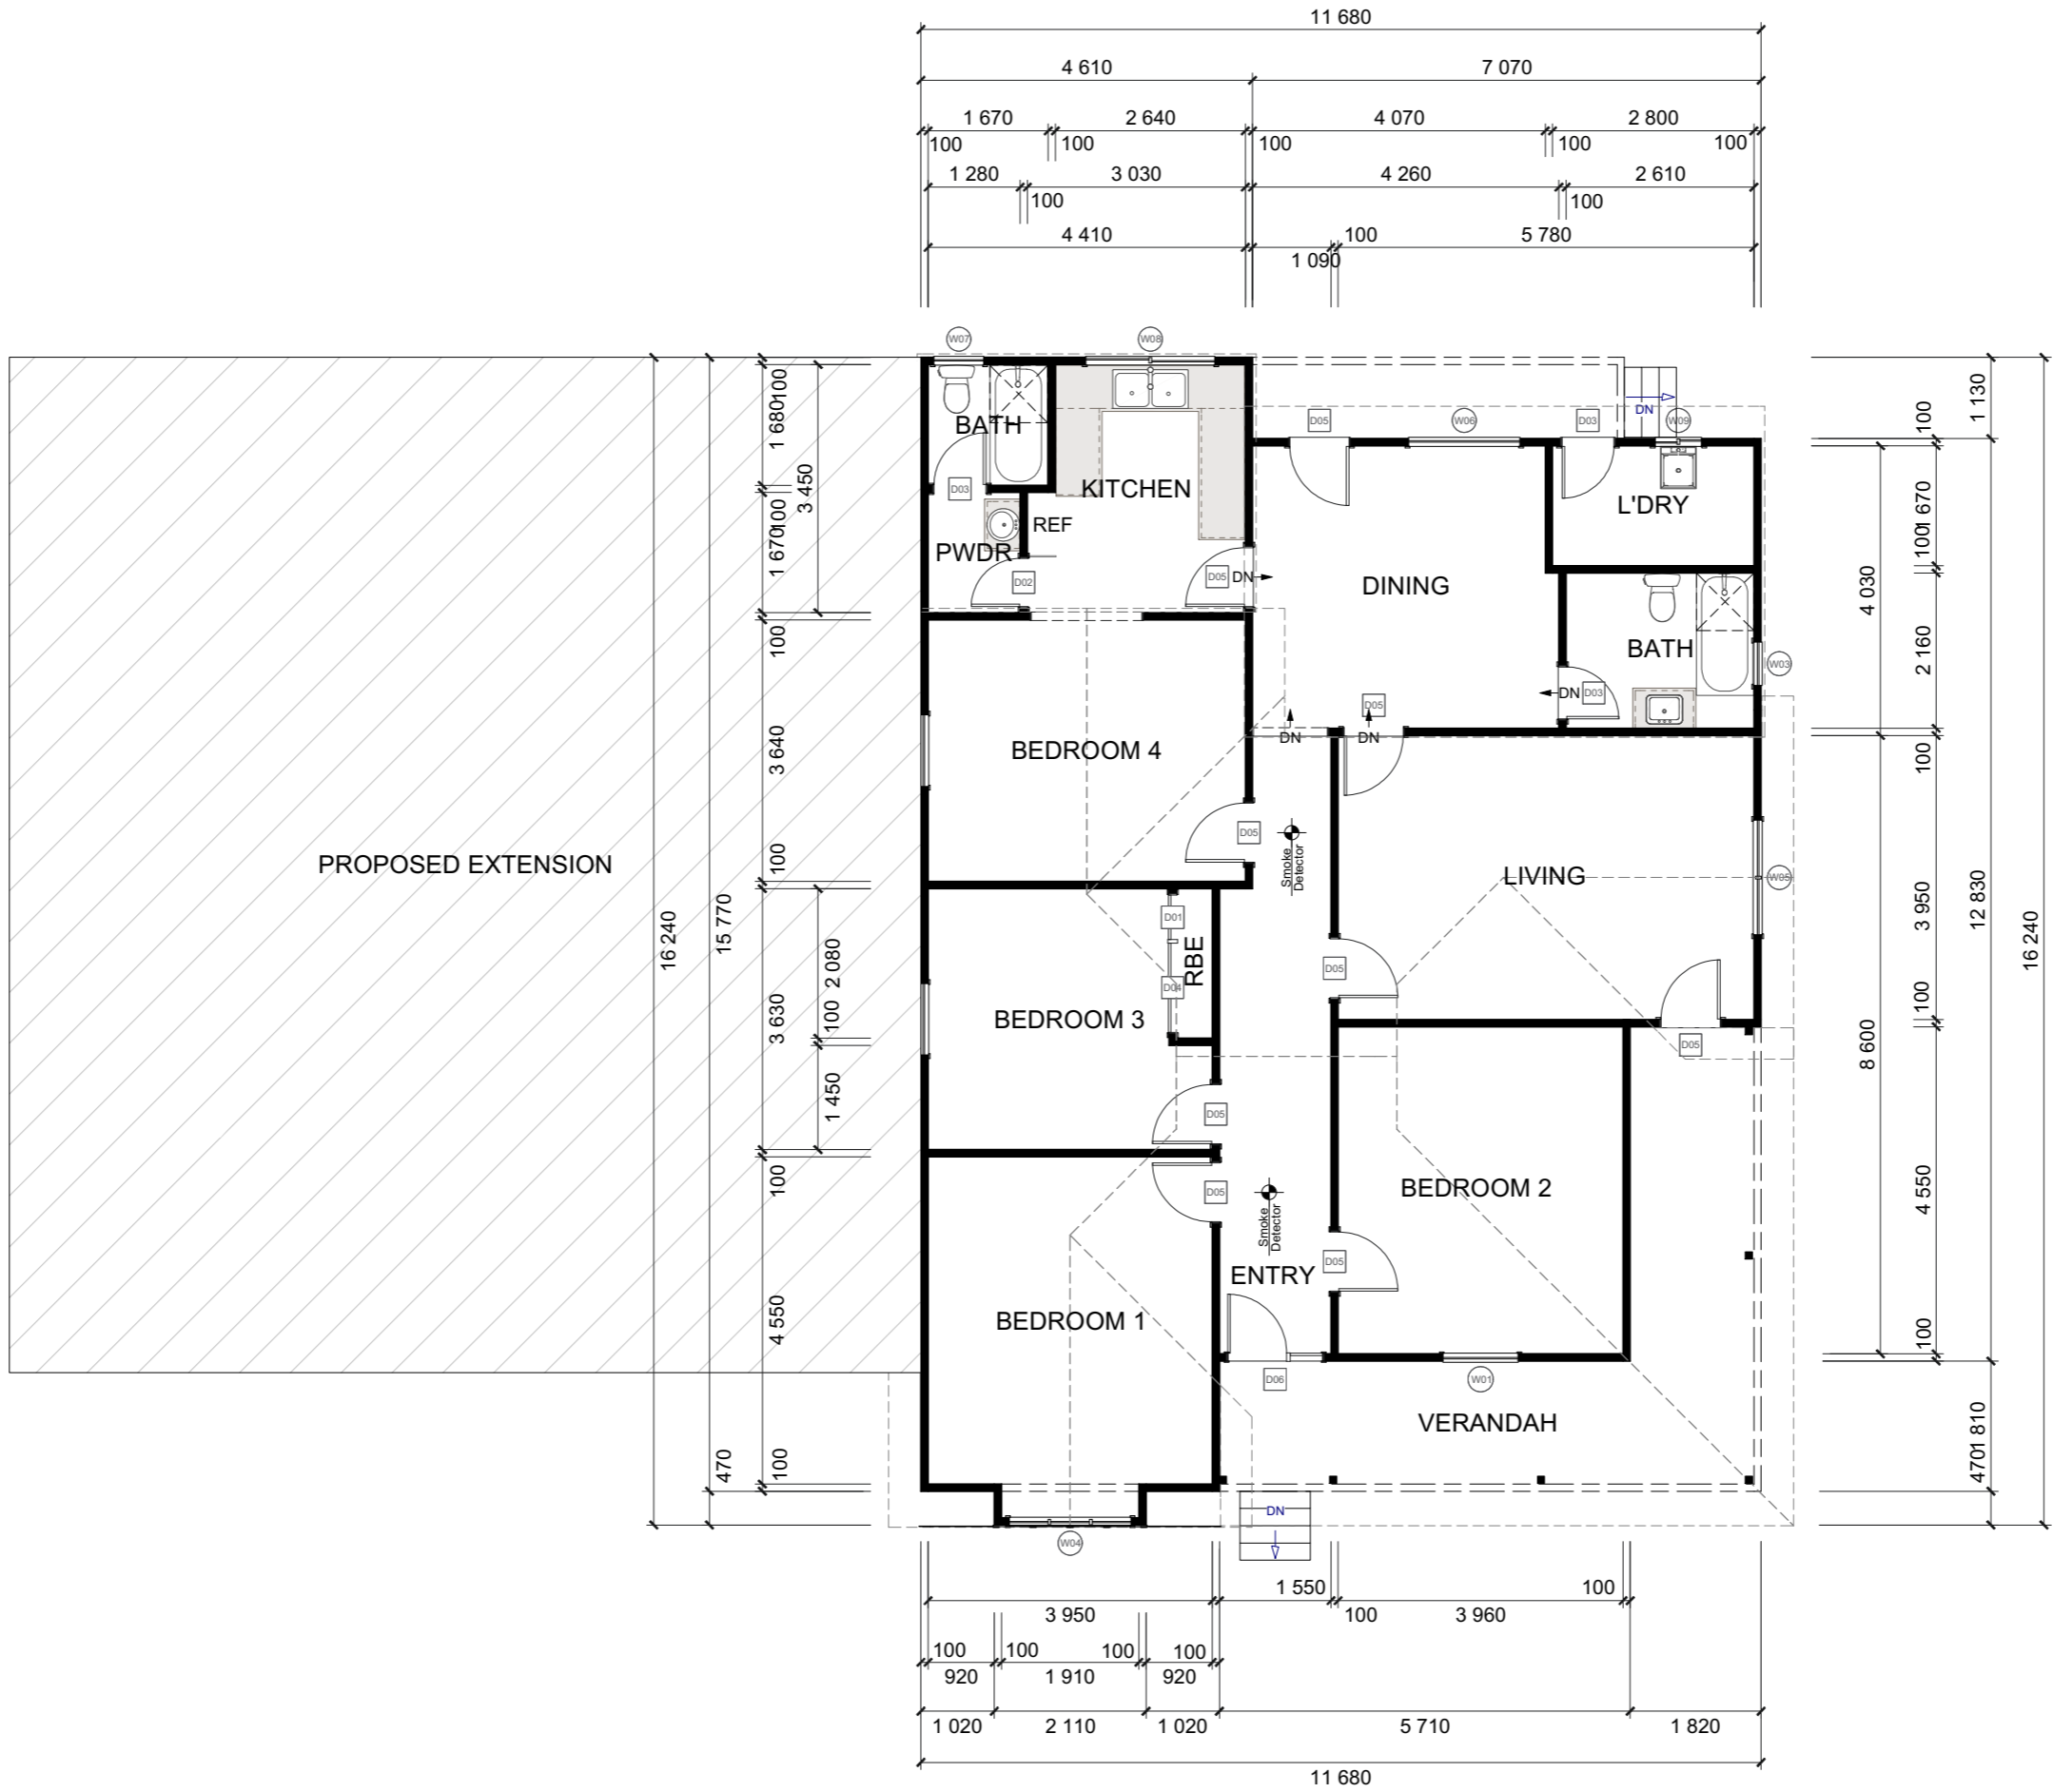 11 680
4 610
7 070
1 670
2 640
4 070
2 800
100
100
100
100
100
1 280
3 030
4 260
2 610
100
100
4 410
100
5 780
1 090
W07
W08
D05
W06
D03
W09
DN
BATH
KITCHEN
L'DRY
D03
REF
PWDR
D02
D05
DN
DINING
BATH
W03
DN
D03
D05
DN
DN
BEDROOM 4
D05
Smoke
Detector
PROPOSED EXTENSION
LIVING
W05
D01
RBE
D04
D05
BEDROOM 3
D05
D05
D05
BEDROOM 2
Smoke
Detector
D05
ENTRY
BEDROOM 1
D06
W01
VERANDAH
DN
W04
16 240
15 770
470
100
1 680
100
1 670
100
3 640
100
3 630
100
4 550
100
3 450
2 080
100
1 450
100
1 670
100
2 160
100
3 950
100
4 550
100
4 030
8 600
1 130
12 830
1 810
470
16 240
1 550
100
3 950
100
3 960
100
100
100
100
920
1 910
920
1 020
2 110
1 020
5 710
1 820
11 680